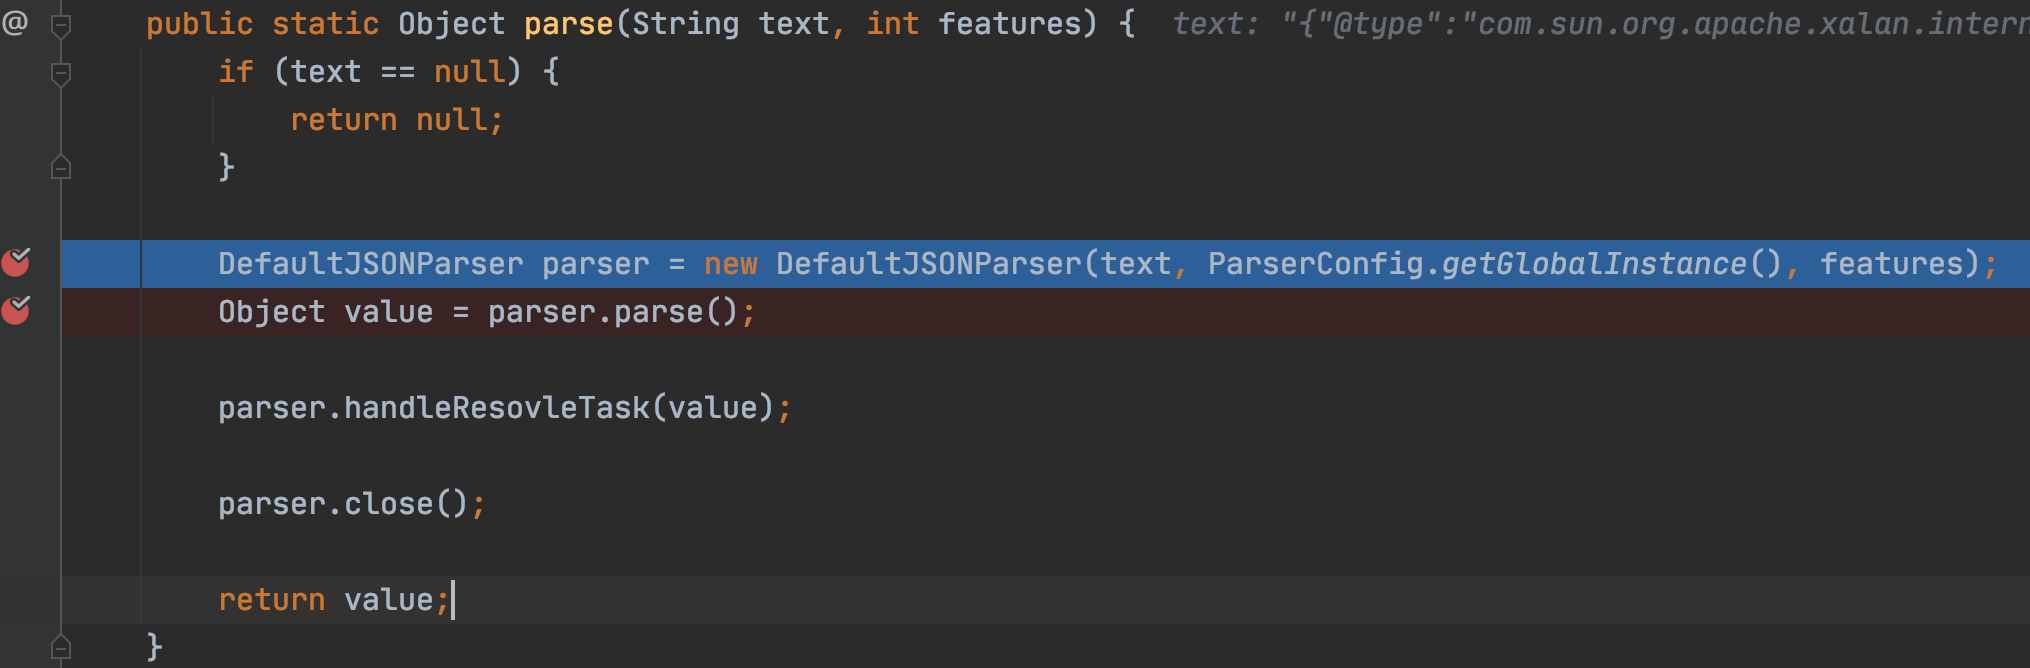 @ public static Object parse(String text, int features) { text: "{"@type":"com.sun.org.apache.xalan.intern
if (text == null) {
return null;
}
DefaultJSONParser parser = new DefaultJSONParser(text, ParserConfig.getGlobalInstance(), features);
Object value = parser.parse();
parser.handleResovleTask(value);
parser.close();
return value;
}